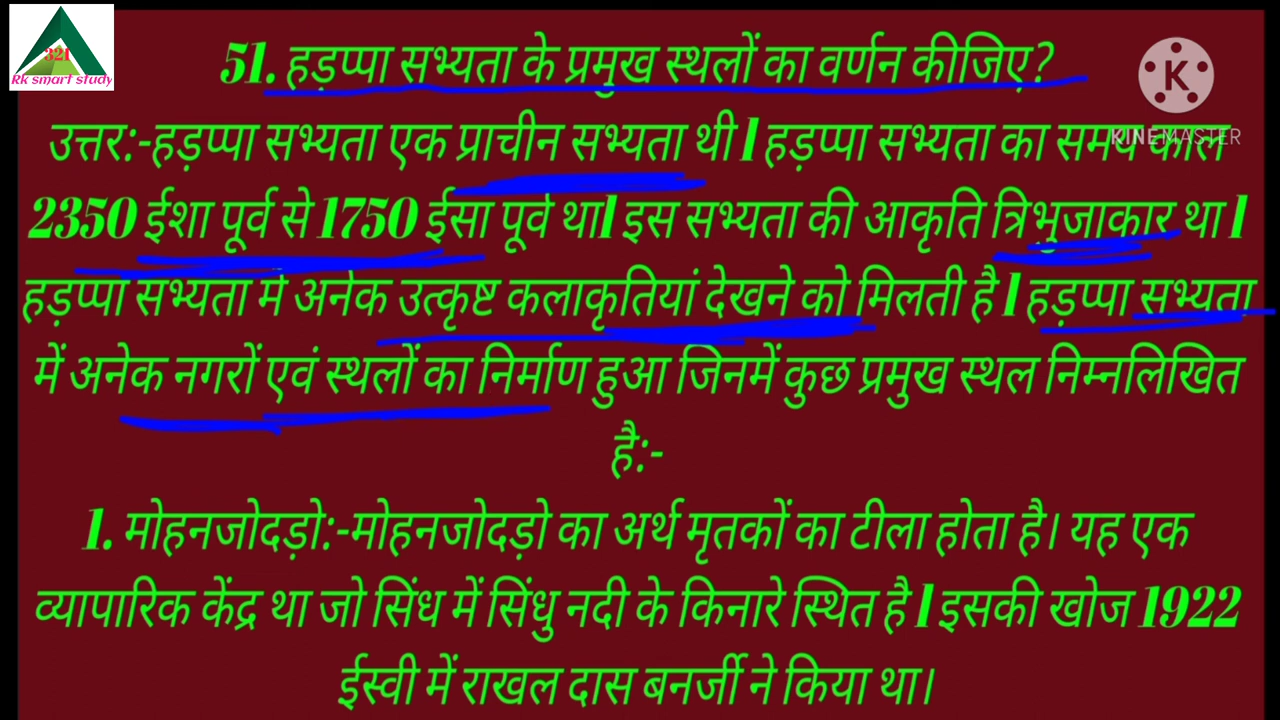 321
RK smart study
51. हड़प्पा सभ्यता के प्रमुख स्थलों का वर्णन कीजिए?
K
KINEMASTER
उत्तर:-हड़प्पा सभ्यता एक प्राचीन सभ्यता थी l हड़प्पा सभ्यता का समय काल
2350 ईशा पूर्व से 1750 ईसा पूर्व थाl इस सभ्यता की आकृति त्रिभुजाकार था l
हड़प्पा सभ्यता में अनेक उत्कृष्ट कलाकृतियां देखने को मिलती है l हड़प्पा सभ्यता
में अनेक नगरों एवं स्थलों का निर्माण हुआ जिनमें कुछ प्रमुख स्थल निम्नलिखित
है:-
1. मोहनजोदड़ो:-मोहनजोदड़ो का अर्थ मृतकों का टीला होता है। यह एक
व्यापारिक केंद्र था जो सिंध में सिंधु नदी के किनारे स्थित है l इसकी खोज 1922
ईस्वी में राखल दास बनर्जी ने किया था।